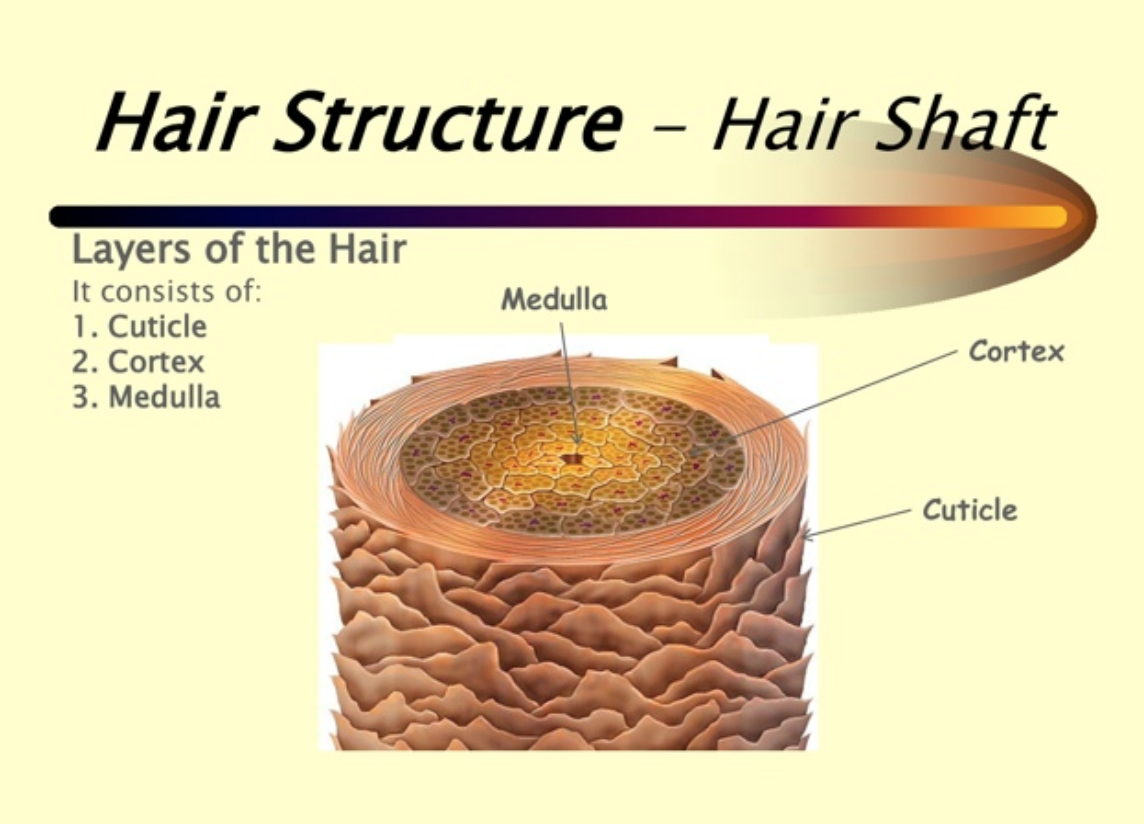 Hair Structure – Hair Shaft
Layers of the Hair
It consists of:
1. Cuticle
2. Cortex
3. Medulla
Medulla
Cortex
Cuticle